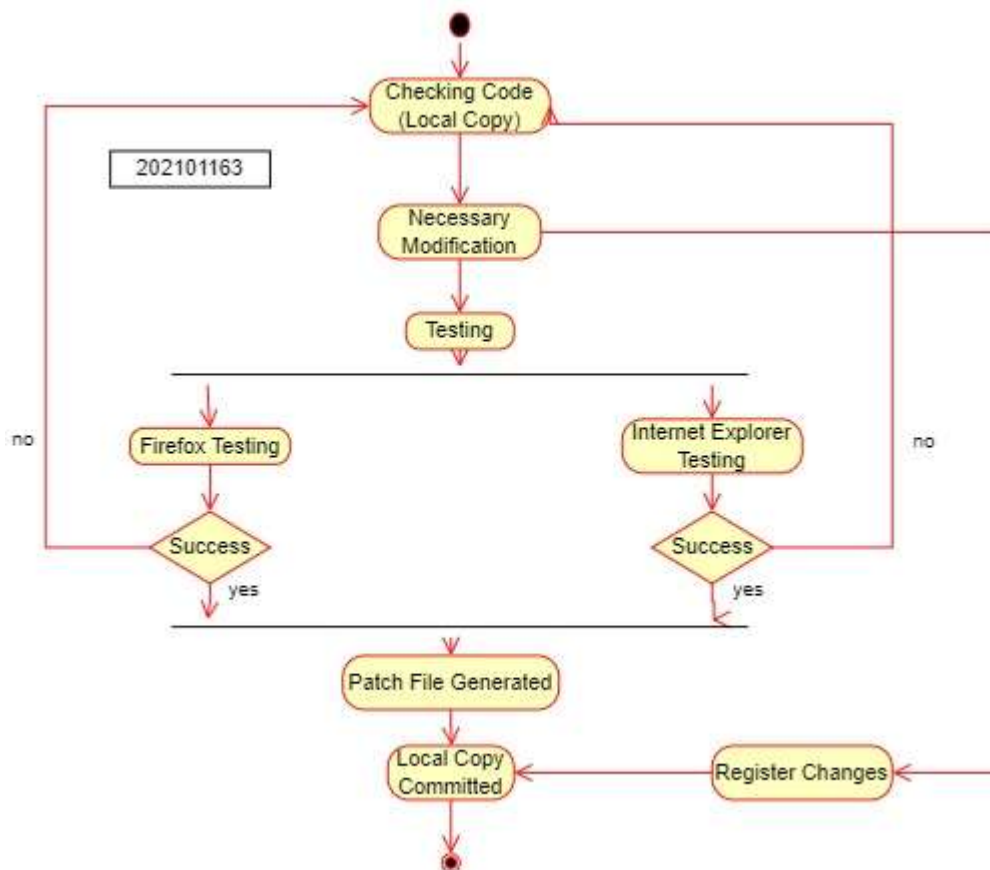 Checking Code
(Local Copy)
202101163
Necessary
Modification
Testing
no
Firefox Testing
Internet Explorer
Testing
no
Success
Success
yes
yes
Patch File Generated
Local Copy
Committed
Register Changes